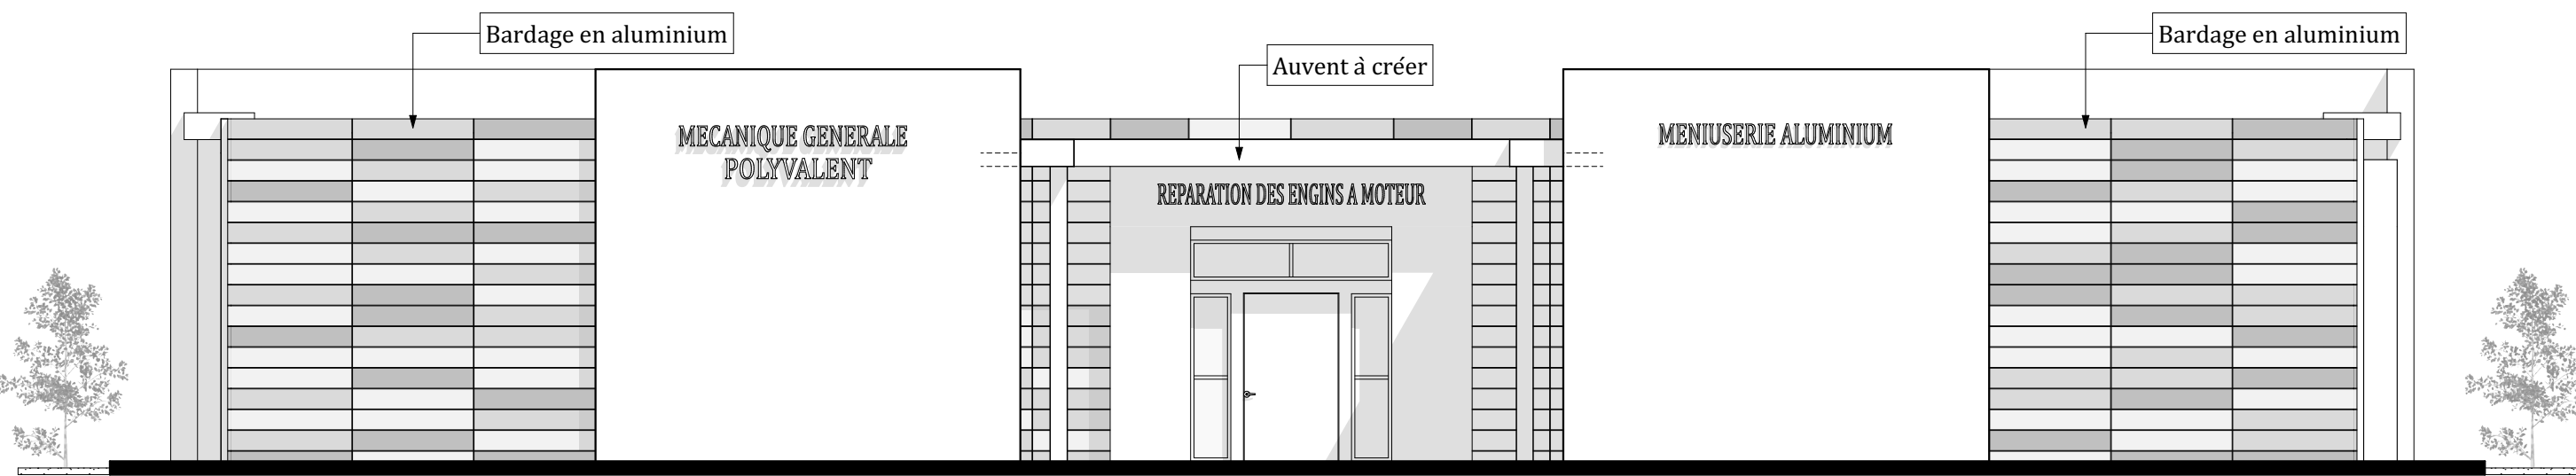 Bardage en aluminium
Auvent à créer
Bardage en aluminium
MECANIQUE GENERALE
POLYVALENT
MENIUSERIE ALUMINIUM
REPARATION DES ENGINS A MOTEUR